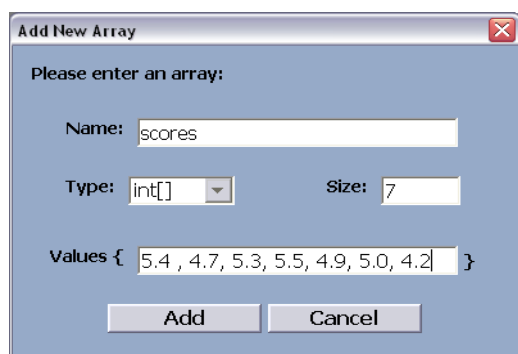 Add New Array
Please enter an array:
Name: scores
Type: int[] Size: 7
Values { 5.4 , 4.7, 5.3, 5.5, 4.9, 5.0, 4.2 }
Add Cancel